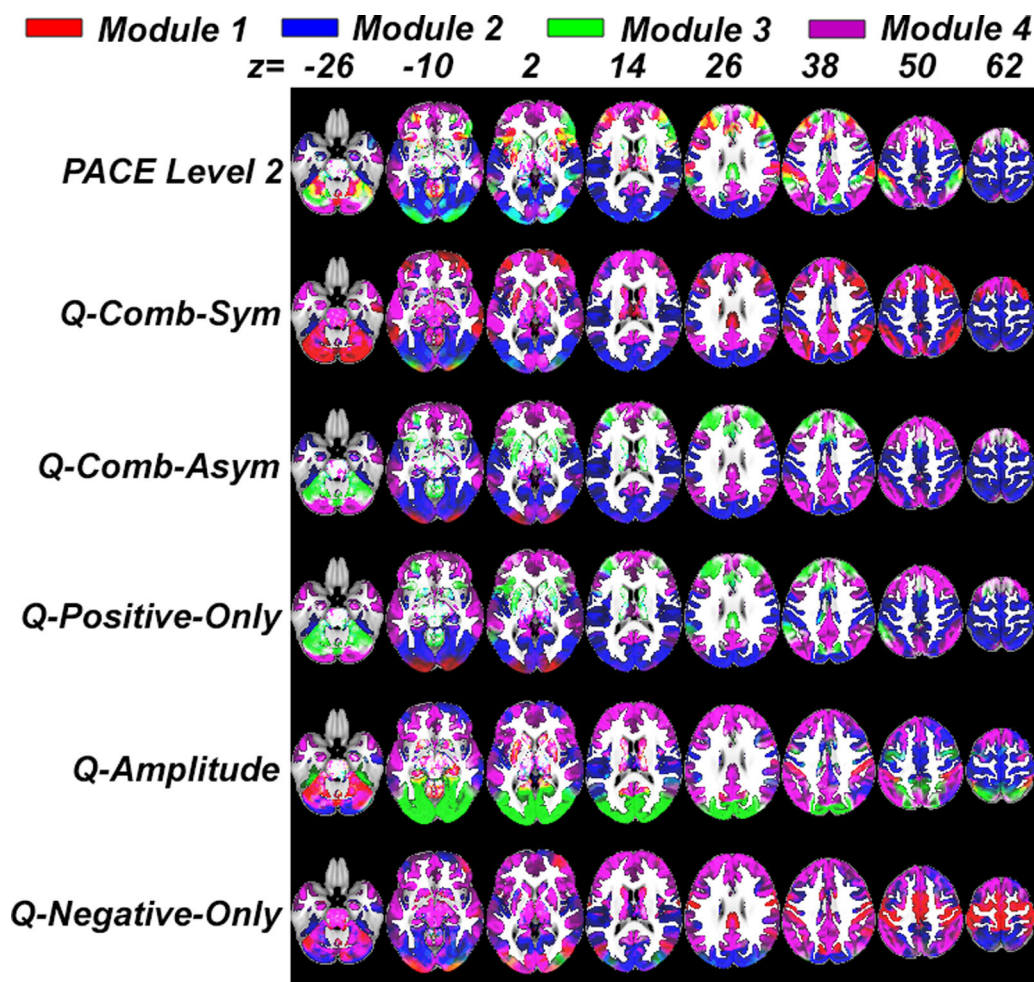 Module 1 Module 2 Module 3 Module 4
z= -26 -10 2 14 26 38 50 62
PACE Level 2
Q-Comb-Sym
Q-Comb-Asym
Q-Positive-Only
Q-Amplitude
Q-Negative-Only